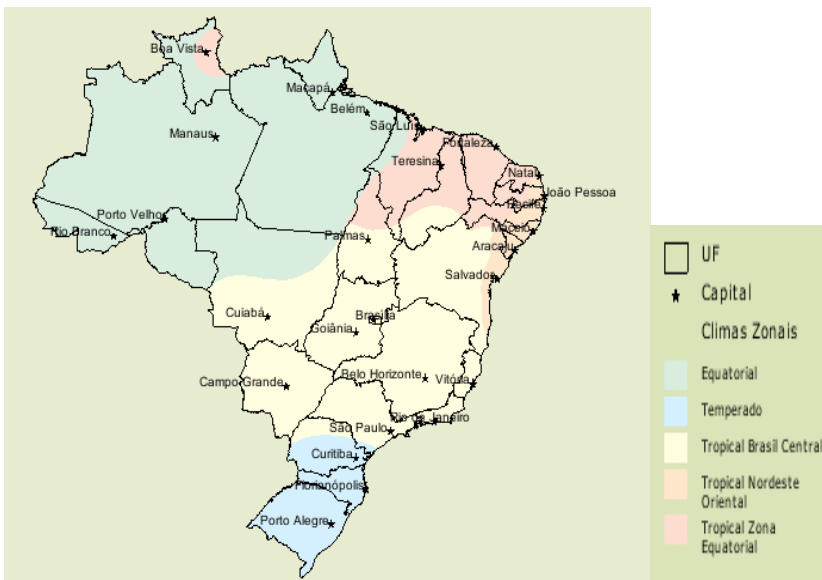 Boa Vista
Macapá
Belém
São Luís
Fortaleza
Manaus
Teresina
Natal
João Pessoa
Recife
Porto Velho
Rio Branco
Maceió
Palmas
Aracaju
Salvador
Cuiabá
Brasília
Goiânia
Belo Horizonte
Vitória
Campo Grande
Rio de Janeiro
São Paulo
Curitiba
Florianópolis
Porto Alegre
UF
Capital
Climas Zonais
Equatorial
Temperado
Tropical Brasil Central
Tropical Nordeste
Oriental
Tropical Zona
Equatorial